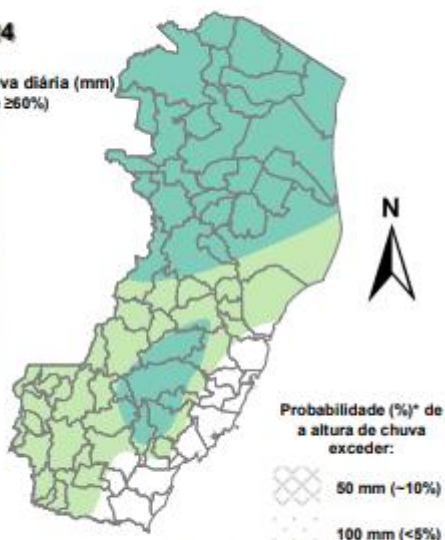 4
va diária (mm)
≥60%)
N
Probabilidade (%)* de
a altura de chuva
exceder:
50 mm (~10%)
100 mm (<5%)